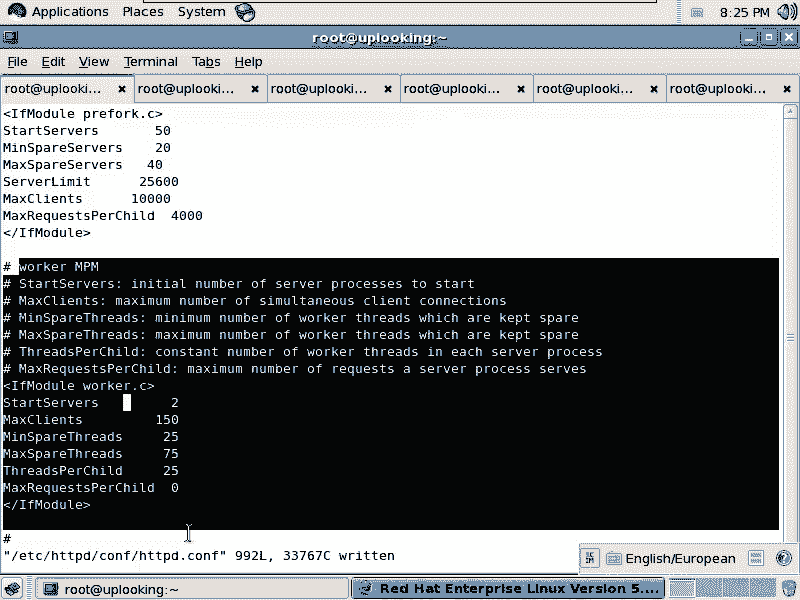 Applications Places System 8:25 PM
root@uplooking:~
File Edit View Terminal Tabs Help
root@uplooki... root@uplooki... root@uplooki... root@uplooki... root@uplooki... root@uplooki...
<IfModule prefork.c>
StartServers       50
MinSpareServers    20
MaxSpareServers   40
ServerLimit      25600
MaxClients      10000
MaxRequestsPerChild  4000
</IfModule>
# worker MPM
# StartServers: initial number of server processes to start
# MaxClients: maximum number of simultaneous client connections
# MinSpareThreads: minimum number of worker threads which are kept spare
# MaxSpareThreads: maximum number of worker threads which are kept spare
# ThreadsPerChild: constant number of worker threads in each server process
# MaxRequestsPerChild: maximum number of requests a server process serves
<IfModule worker.c>
StartServers         2
MaxClients         150
MinSpareThreads     25
MaxSpareThreads     75
ThreadsPerChild     25
MaxRequestsPerChild  0
</IfModule>
#
"/etc/httpd/conf/httpd.conf" 992L, 33767C written
English/European
root@uplooking:~ Red Hat Enterprise Linux Version 5....